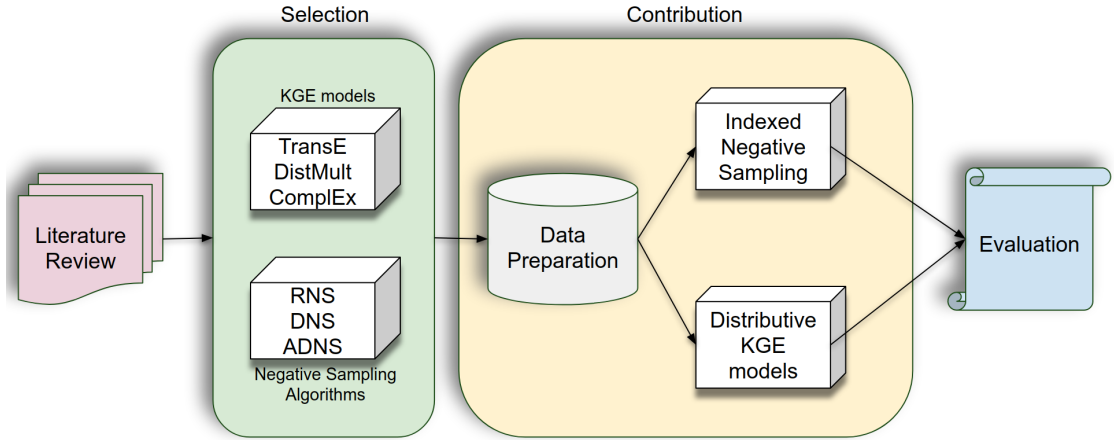 Selection
Contribution
KGE models
TransE
DistMult
ComplEx
Literature
Review
RNS
DNS
ADNS
Negative Sampling
Algorithms
Data
Preparation
Indexed
Negative
Sampling
Distributive
KGE
models
Evaluation